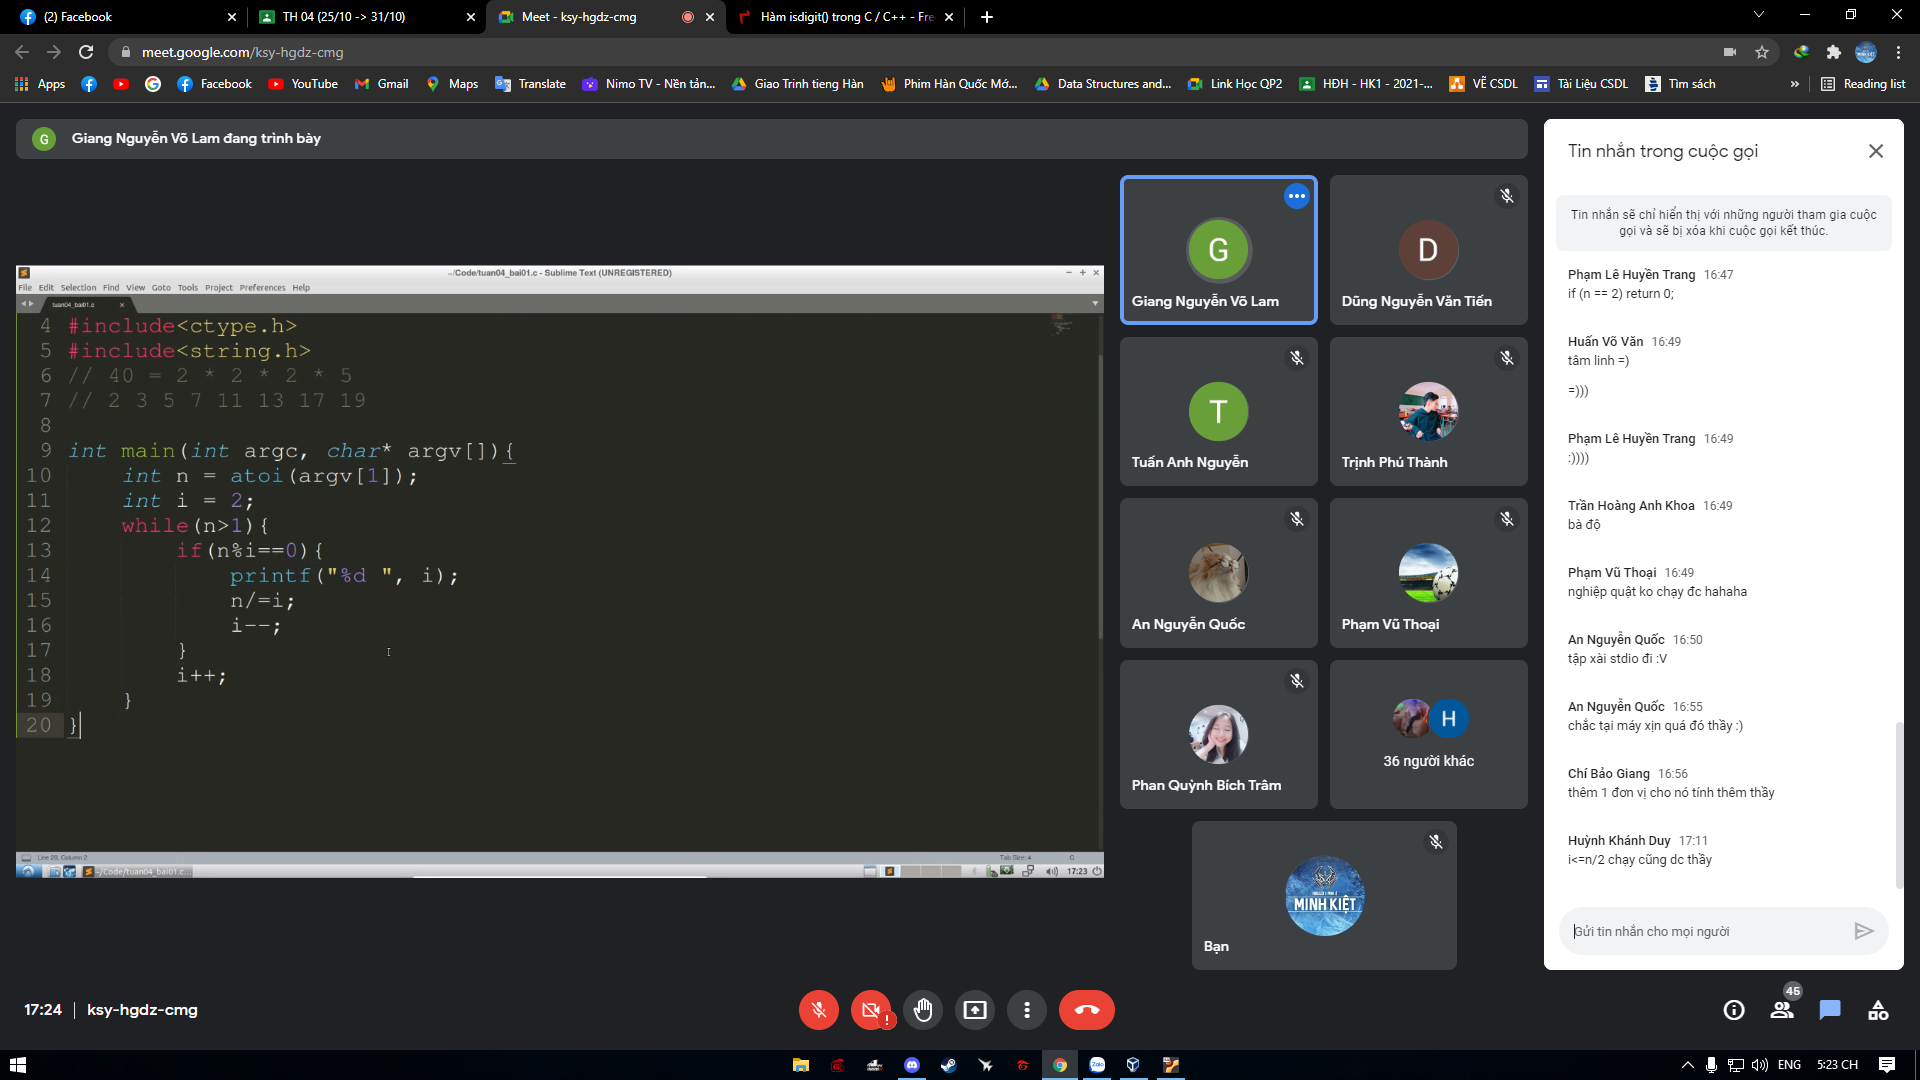 (2) Facebook
TH 04 (25/10 -> 31/10)
Meet - ksy-hgdz-cmg
Hàm isdigit() trong C / C++ - Fre
meet.google.com/ksy-hgdz-cmg
Apps
Facebook
YouTube
Gmail
Maps
Translate
Nimo TV - Nền tản...
Giao Trinh tieng Hàn
Phim Hàn Quốc Mớ...
Data Structures and...
Link Học QP2
HĐH - HK1 - 2021-...
VẼ CSDL
Tài Liệu CSDL
Tìm sách
»
Reading list
G
Giang Nguyễn Võ Lam đang trình bày
~/Code/tuan04_bai01.c - Sublime Text (UNREGISTERED)
File Edit Selection Find View Goto Tools Project Preferences Help
tuan04_bai01.c
4 #include<ctype.h>
5 #include<string.h>
6 // 40 = 2 * 2 * 2 * 5
7 // 2 3 5 7 11 13 17 19
8
9 int main(int argc, char* argv[]){
10 int n = atoi(argv[1]);
11 int i = 2;
12 while(n>1){
13 if(n%i==0){
14 printf("%d ", i);
15 n/=i;
16 i--;
17 }
18 i++;
19 }
20 }
Line 20, Column 2
Tab Size: 4
C
~/Code/tuan04_bai01.c...
17:23
G
Giang Nguyễn Võ Lam
D
Dũng Nguyễn Văn Tiến
T
Tuấn Anh Nguyễn
Trịnh Phú Thành
An Nguyễn Quốc
Phạm Vũ Thoại
Phan Quỳnh Bích Trâm
H
36 người khác
MINH KIỆT
Bạn
Tin nhắn trong cuộc gọi
Tin nhắn sẽ chỉ hiển thị với những người tham gia cuộc
gọi và sẽ bị xóa khi cuộc gọi kết thúc.
Phạm Lê Huyền Trang 16:47
if (n == 2) return 0;
Huấn Võ Văn 16:49
tâm linh =)
=)))
Phạm Lê Huyền Trang 16:49
:))))
Trần Hoàng Anh Khoa 16:49
bà độ
Phạm Vũ Thoại 16:49
nghiệp quật ko chạy đc hahaha
An Nguyễn Quốc 16:50
tập xài stdio đi :V
An Nguyễn Quốc 16:55
chắc tại máy xịn quá đó thầy :)
Chí Bảo Giang 16:56
thêm 1 đơn vị cho nó tính thêm thầy
Huỳnh Khánh Duy 17:11
i<=n/2 chạy cũng dc thầy
Gửi tin nhắn cho mọi người
17:24 | ksy-hgdz-cmg
45
Zalo
ENG
5:23 CH